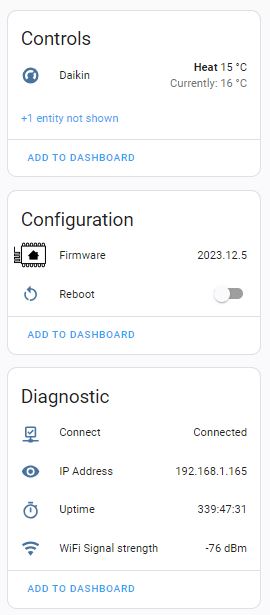 Controls
Daikin
Heat 15 °C
Currently: 16 °C
+1 entity not shown
ADD TO DASHBOARD
Configuration
Firmware 2023.12.5
Reboot
ADD TO DASHBOARD
Diagnostic
Connect Connected
IP Address 192.168.1.165
Uptime 339:47:31
WiFi Signal strength -76 dBm
ADD TO DASHBOARD